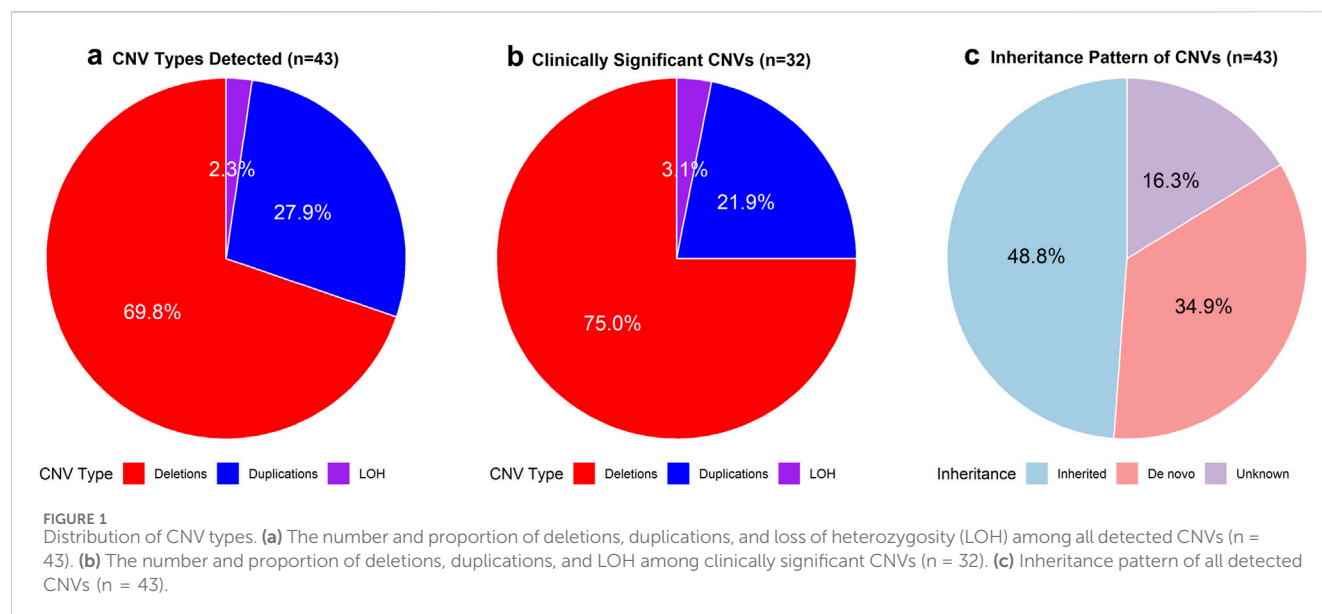 a CNV Types Detected (n=43)
2.3%
27.9%
69.8%
CNV Type Deletions Duplications LOH
b Clinically Significant CNVs (n=32)
3.1%
21.9%
75.0%
CNV Type Deletions Duplications LOH
c Inheritance Pattern of CNVs (n=43)
16.3%
48.8%
34.9%
Inheritance Inherited De novo Unknown
FIGURE 1
Distribution of CNV types. (a) The number and proportion of deletions, duplications, and loss of heterozygosity (LOH) among all detected CNVs (n =
43). (b) The number and proportion of deletions, duplications, and LOH among clinically significant CNVs (n = 32). (c) Inheritance pattern of all detected
CNVs (n = 43).